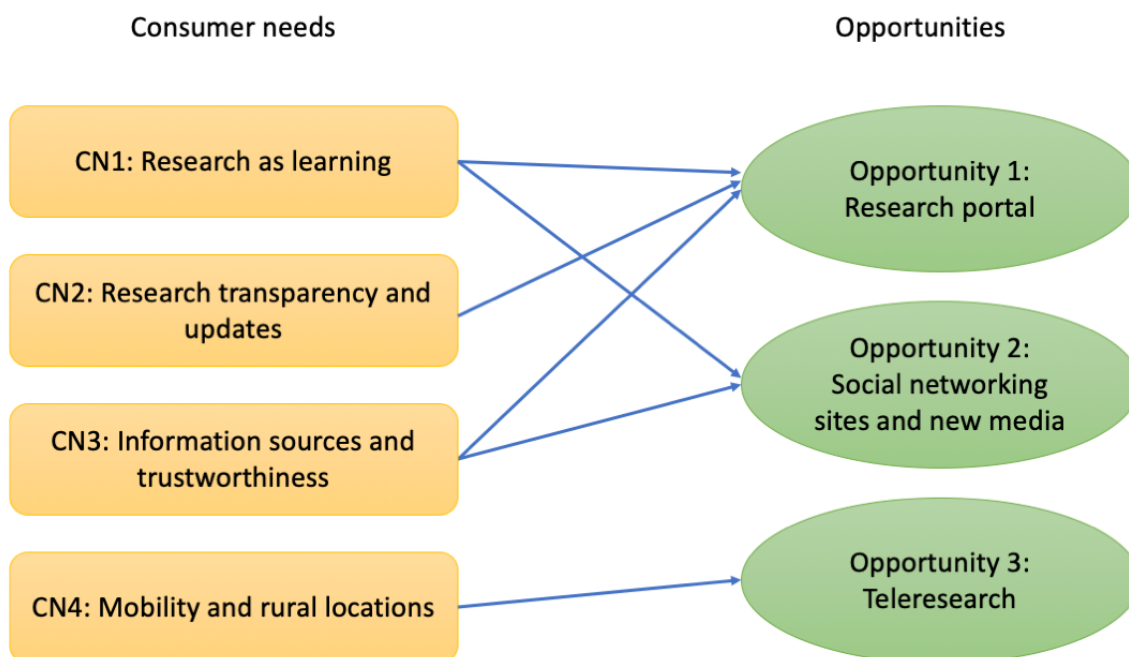 Consumer needs
Opportunities
CN1: Research as learning
Opportunity 1:
Research portal
CN2: Research transparency and
updates
Opportunity 2:
Social networking
sites and new media
CN3: Information sources and
trustworthiness
Opportunity 3:
Teleresearch
CN4: Mobility and rural locations